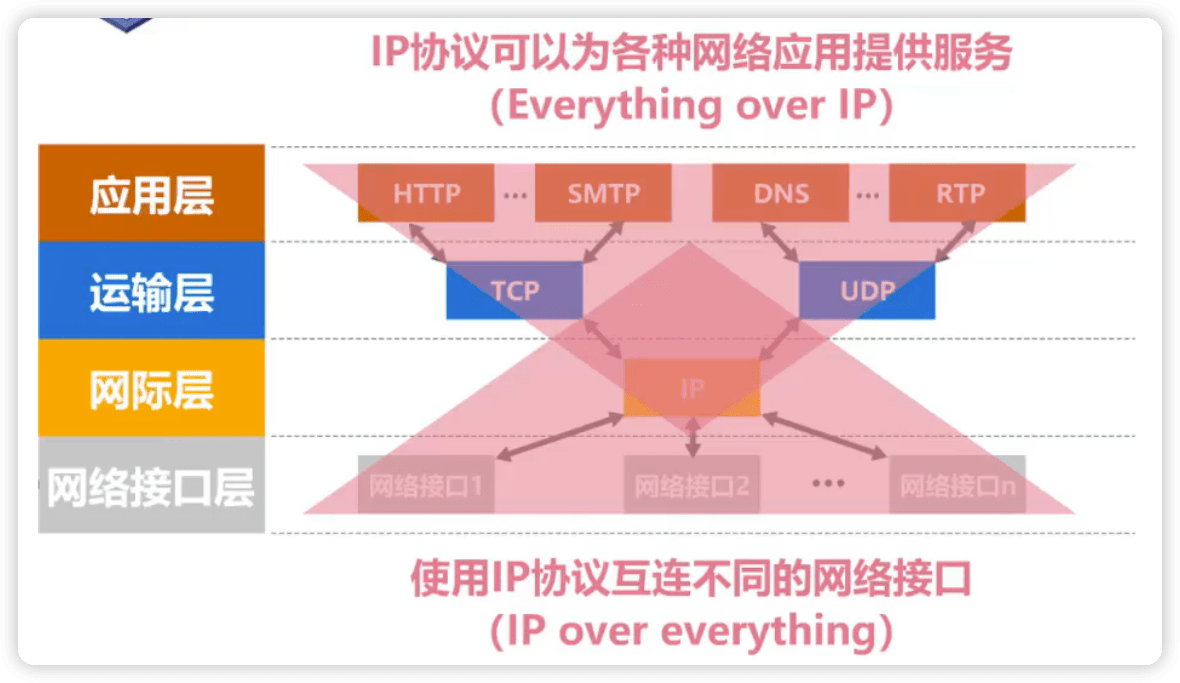 IP协议可以为各种网络应用提供服务
（Everything over IP）
应用层
HTTP ··· SMTP DNS ··· RTP
运输层
TCP UDP
网际层
IP
网络接口层
网络接口1 网络接口2 ··· 网络接口n
使用IP协议互连不同的网络接口
（IP over everything）